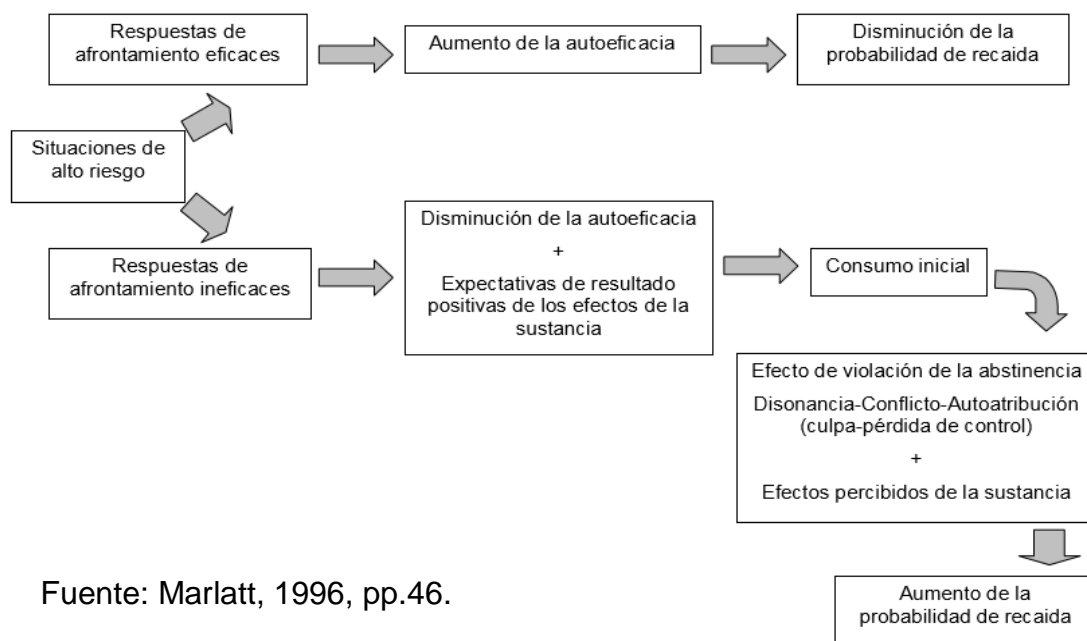 Respuestas de
afrontamiento eficaces
Aumento de la autoeficacia
Disminución de la
probabilidad de recaida
Situaciones de
alto riesgo
Respuestas de
afrontamiento ineficaces
Disminución de la autoeficacia
+
Expectativas de resultado
positivas de los efectos de la
sustancia
Consumo inicial
Efecto de violación de la abstinencia
Disonancia-Conflicto-Autoatribución
(culpa-pérdida de control)
+
Efectos percibidos de la sustancia
Aumento de la
probabilidad de recaida
Fuente: Marlatt, 1996, pp.46.